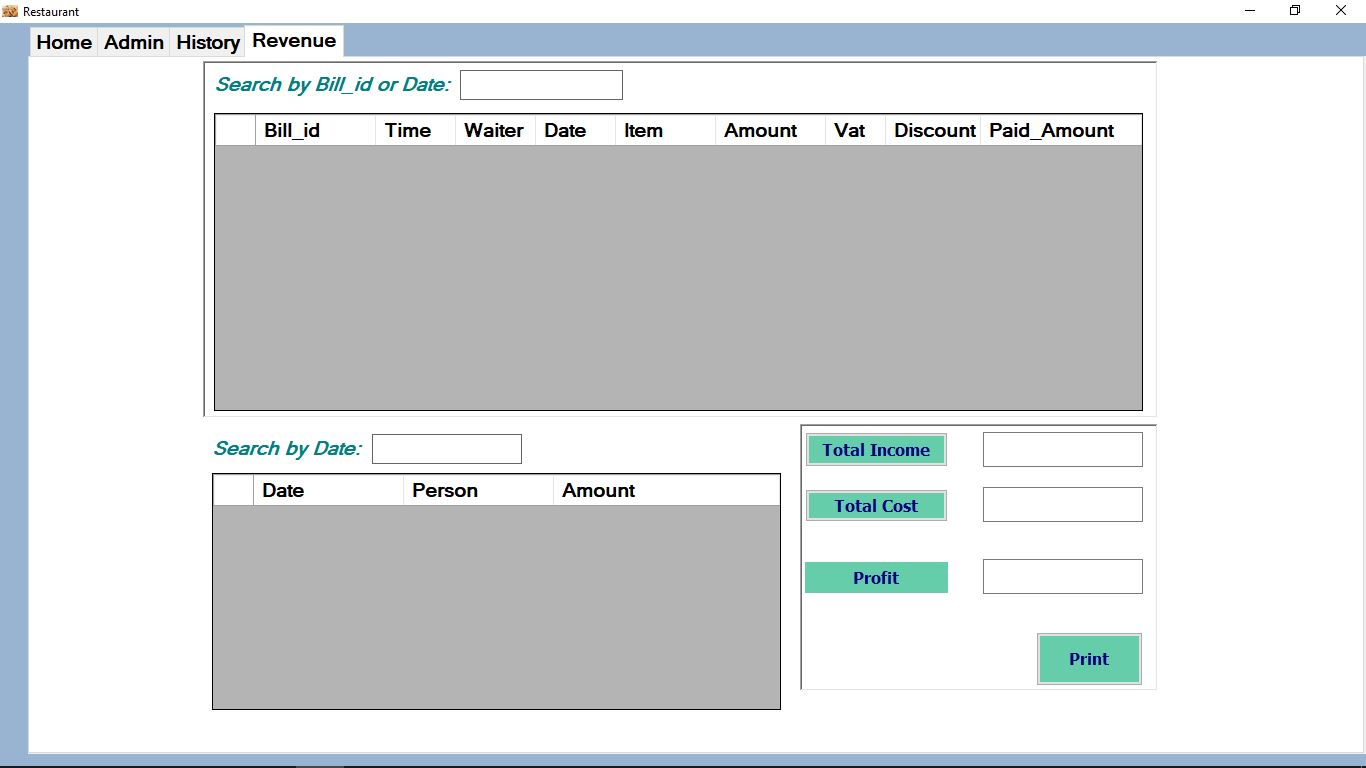 Restaurant
Home Admin History Revenue
Search by Bill_id or Date:
Bill_id Time Waiter Date Item Amount Vat Discount Paid_Amount
Search by Date:
Date Person Amount
Total Income
Total Cost
Profit
Print